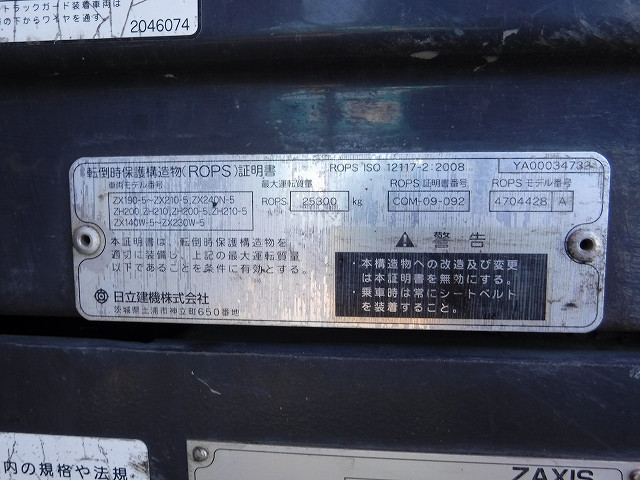 トラックガード装着車両は
の下からワイヤを通す。
2046074
転倒時保護構造物(ROPS)証明書
ROPS ISO 12117-2:2008
YA00034733
車両モデル番号
ZX190-5~ZX210-5,ZX240N-5
ZH200,ZH210,ZH200-5,ZH210-5
ZX140W-5~ZX230W-5
最大運転質量
ROPS 25300 kg
ROPS 証明書番号
COM-09-092
ROPS モデル番号
4704428 A
本証明書は、転倒時保護構造物を
適切に装備し、上記の最大運転質量
以下であることを条件に有効とする。
日立建機株式会社
茨城県土浦市神立町650番地
警告
・本構造物への改造及び変更
は本証明書を無効にする。
・乗車時は常にシートベルト
を装着すること。
内の規格や法規
ZAXIS